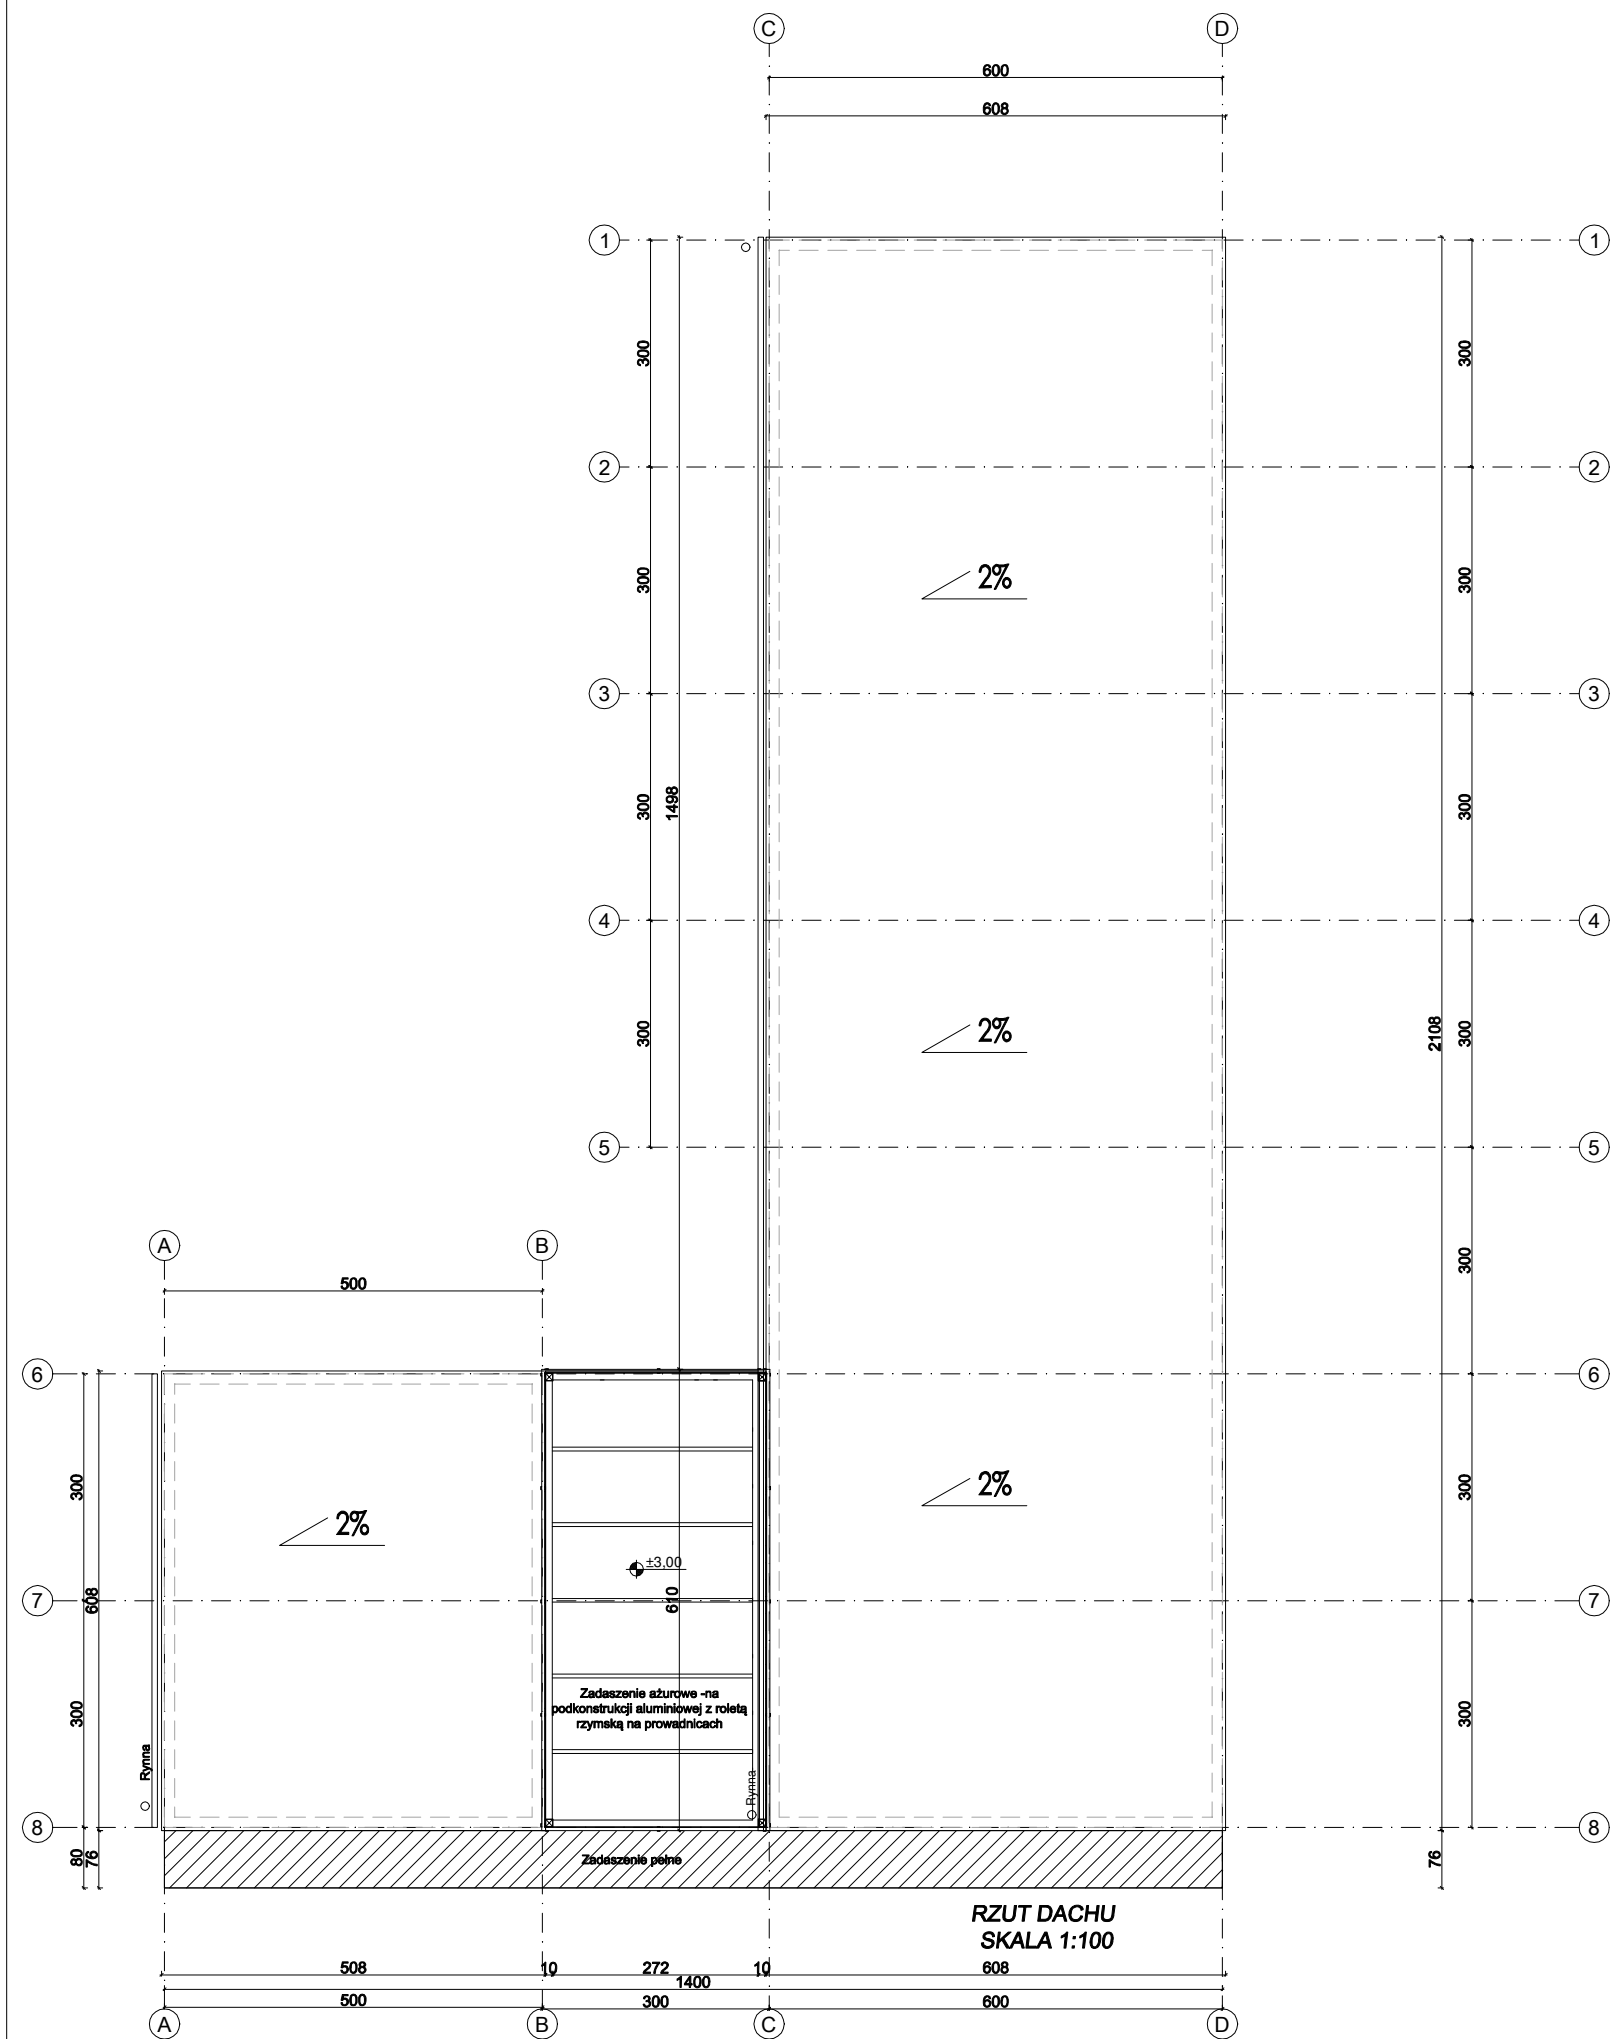 C D
600
608
1 1
300 300
2 2
300 2% 300
3 3
300 1498 300
4 4
300 2% 2108 300
5 5
A B
500 300
6 6
300 2% 2% 300
±3,00
7 608 610 7
300 Zadaszenie ażurowe -na 300
podkonstrukcji aluminiowej z roletą
rzymską na prowadnicach
Rynna Rynna
8 8
80 76 Zadaszenie pełne 76
RZUT DACHU
SKALA 1:100
508 10 272 10 608
1400
500 300 600
A B C D